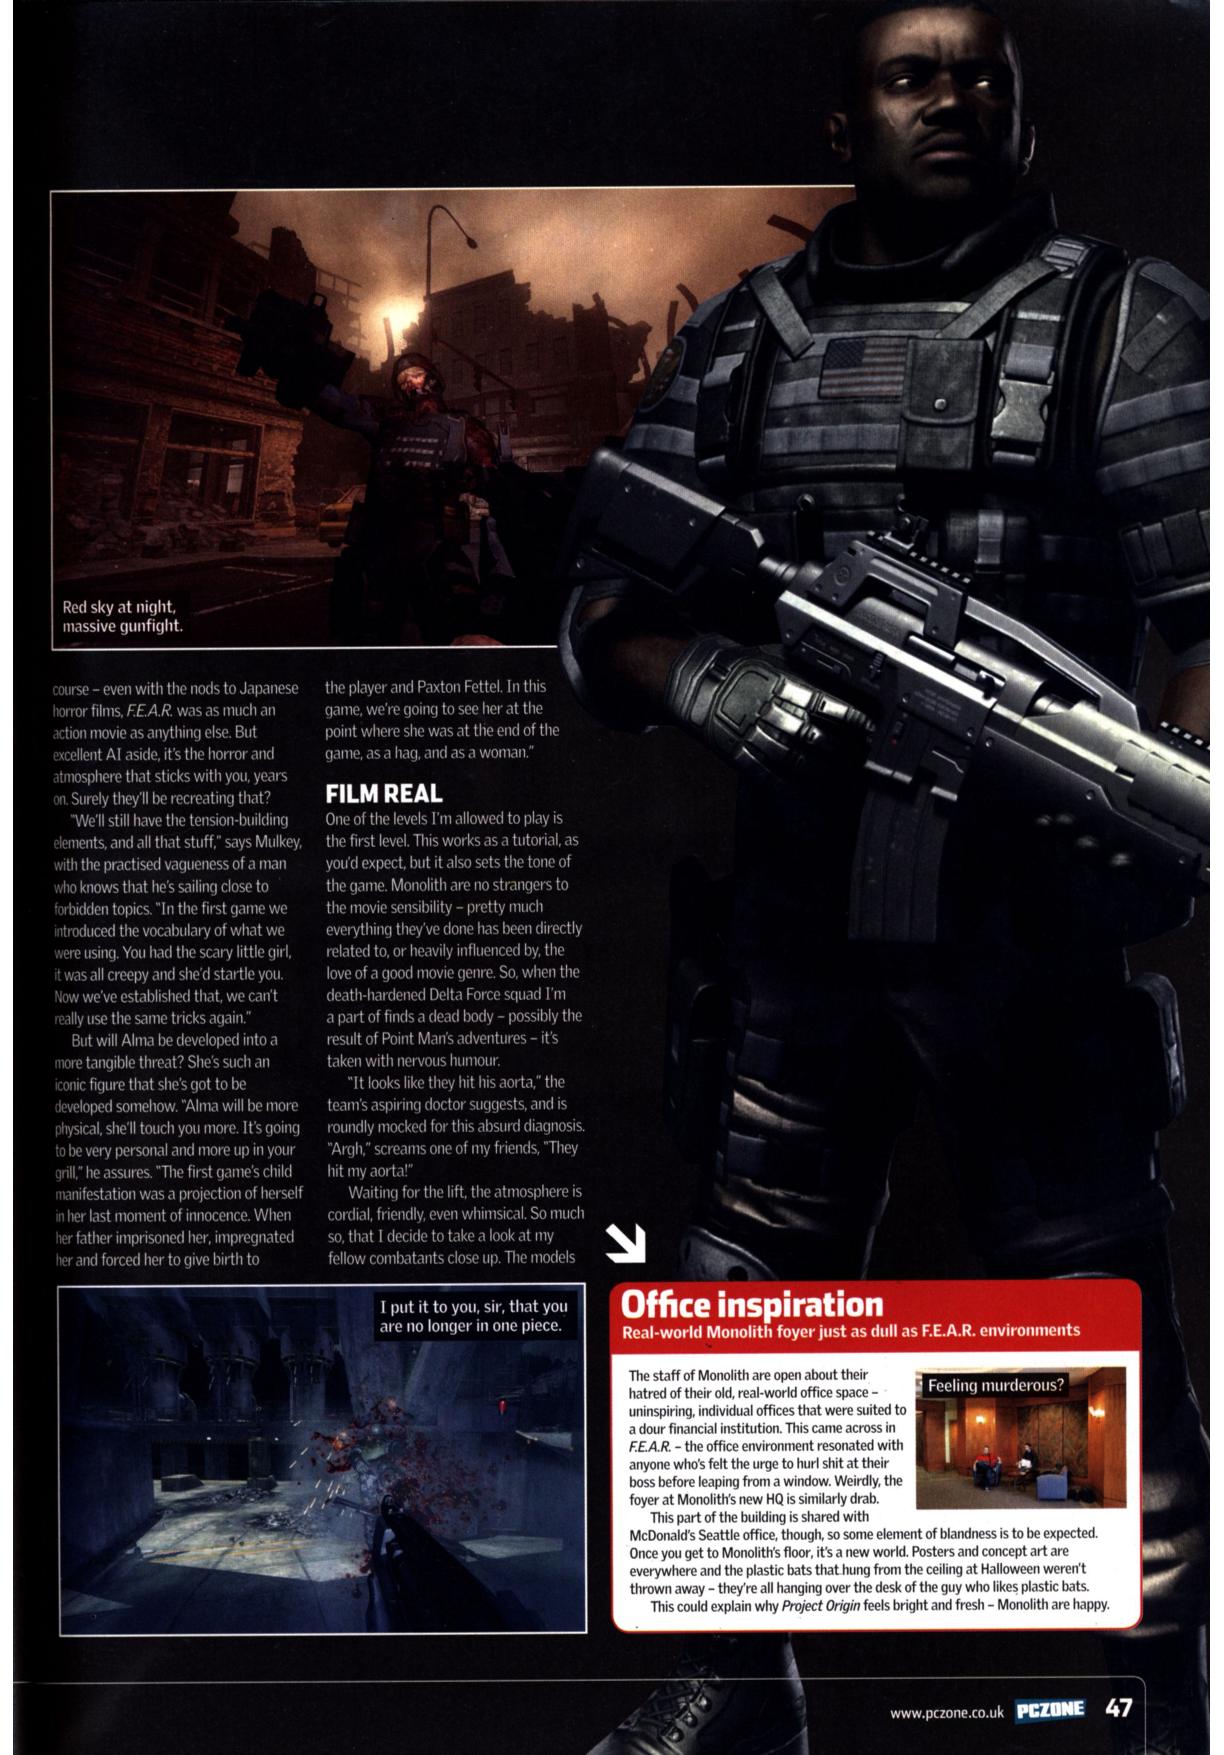 Red sky at night,
massive gunfight.
course – even with the nods to Japanese
horror films, F.E.A.R. was as much an
action movie as anything else. But
excellent AI aside, it's the horror and
atmosphere that sticks with you, years
on. Surely they'll be recreating that?
"We'll still have the tension-building
elements, and all that stuff," says Mulkey,
with the practised vagueness of a man
who knows that he's sailing close to
forbidden topics. "In the first game we
introduced the vocabulary of what we
were using. You had the scary little girl,
it was all creepy and she'd startle you.
Now we've established that, we can't
really use the same tricks again."
But will Alma be developed into a
more tangible threat? She's such an
iconic figure that she's got to be
developed somehow. "Alma will be more
physical, she'll touch you more. It's going
to be very personal and more up in your
grill," he assures. "The first game's child
manifestation was a projection of herself
in her last moment of innocence. When
her father imprisoned her, impregnated
her and forced her to give birth to
the player and Paxton Fettel. In this
game, we're going to see her at the
point where she was at the end of the
game, as a hag, and as a woman."
FILM REAL
One of the levels I'm allowed to play is
the first level. This works as a tutorial, as
you'd expect, but it also sets the tone of
the game. Monolith are no strangers to
the movie sensibility – pretty much
everything they've done has been directly
related to, or heavily influenced by, the
love of a good movie genre. So, when the
death-hardened Delta Force squad I'm
a part of finds a dead body – possibly the
result of Point Man's adventures – it's
taken with nervous humour.
"It looks like they hit his aorta," the
team's aspiring doctor suggests, and is
roundly mocked for this absurd diagnosis.
"Argh," screams one of my friends, "They
hit my aorta!"
Waiting for the lift, the atmosphere is
cordial, friendly, even whimsical. So much
so, that I decide to take a look at my
fellow combatants close up. The models
I put it to you, sir, that you
are no longer in one piece.
Office inspiration
Real-world Monolith foyer just as dull as F.E.A.R. environments
The staff of Monolith are open about their
hatred of their old, real-world office space –
uninspiring, individual offices that were suited to
a dour financial institution. This came across in
F.E.A.R. – the office environment resonated with
anyone who's felt the urge to hurl shit at their
boss before leaping from a window. Weirdly, the
foyer at Monolith's new HQ is similarly drab.
This part of the building is shared with
McDonald's Seattle office, though, so some element of blandness is to be expected.
Once you get to Monolith's floor, it's a new world. Posters and concept art are
everywhere and the plastic bats that hung from the ceiling at Halloween weren't
thrown away – they're all hanging over the desk of the guy who likes plastic bats.
This could explain why Project Origin feels bright and fresh – Monolith are happy.
Feeling murderous?
www.pczone.co.uk PCZONE 47